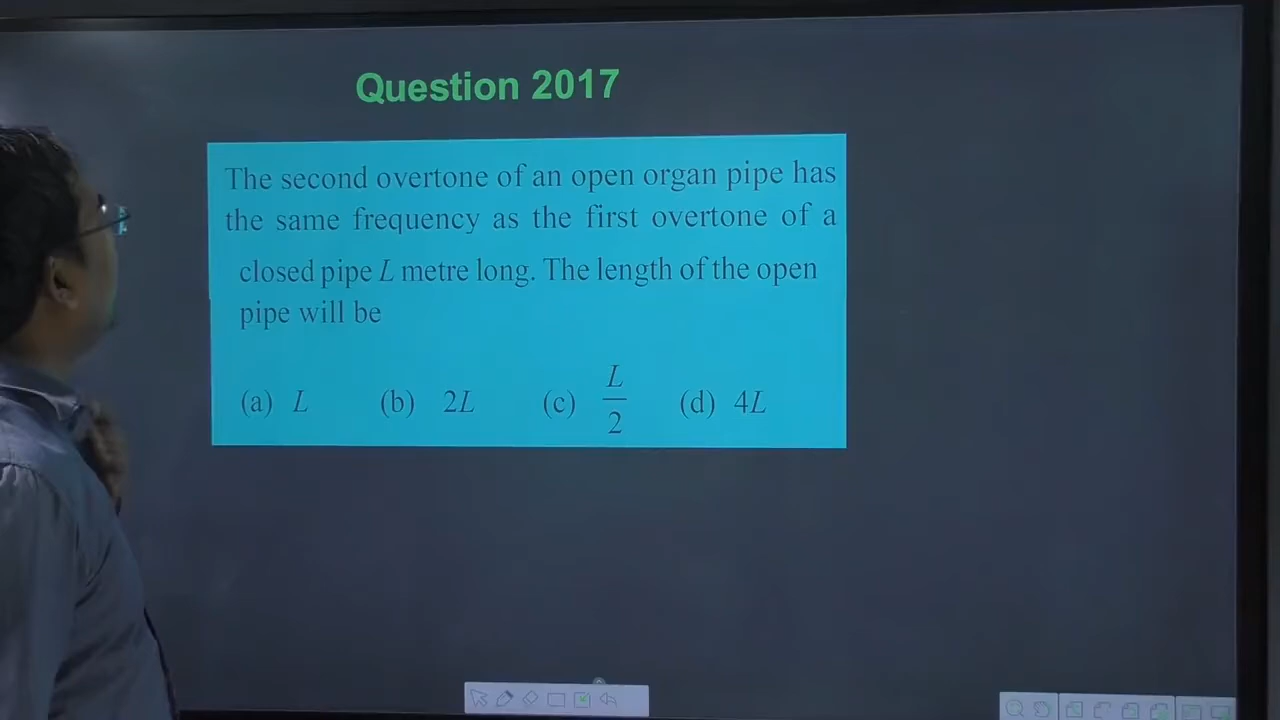 Question 2017
The second overtone of an open organ pipe has
the same frequency as the first overtone of a
closed pipe L metre long. The length of the open
pipe will be
(a) L (b) 2L (c) L/2 (d) 4L